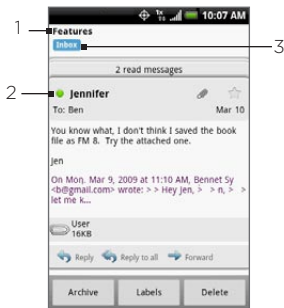 10:07 AM
1
Features
Inbox
3
2 read messages
2
Jennifer
To: Ben
Mar 10
You know what, I don't think I saved the book
file as FM 8. Try the attached one.
Jen
On Mon, Mar 9, 2009 at 11:10 AM, Bennet Sy
<b@gmail.com> wrote: > > Hey Jen, > > n, > >
let me k...
User
16KB
Reply
Reply to all
Forward
Archive
Labels
Delete